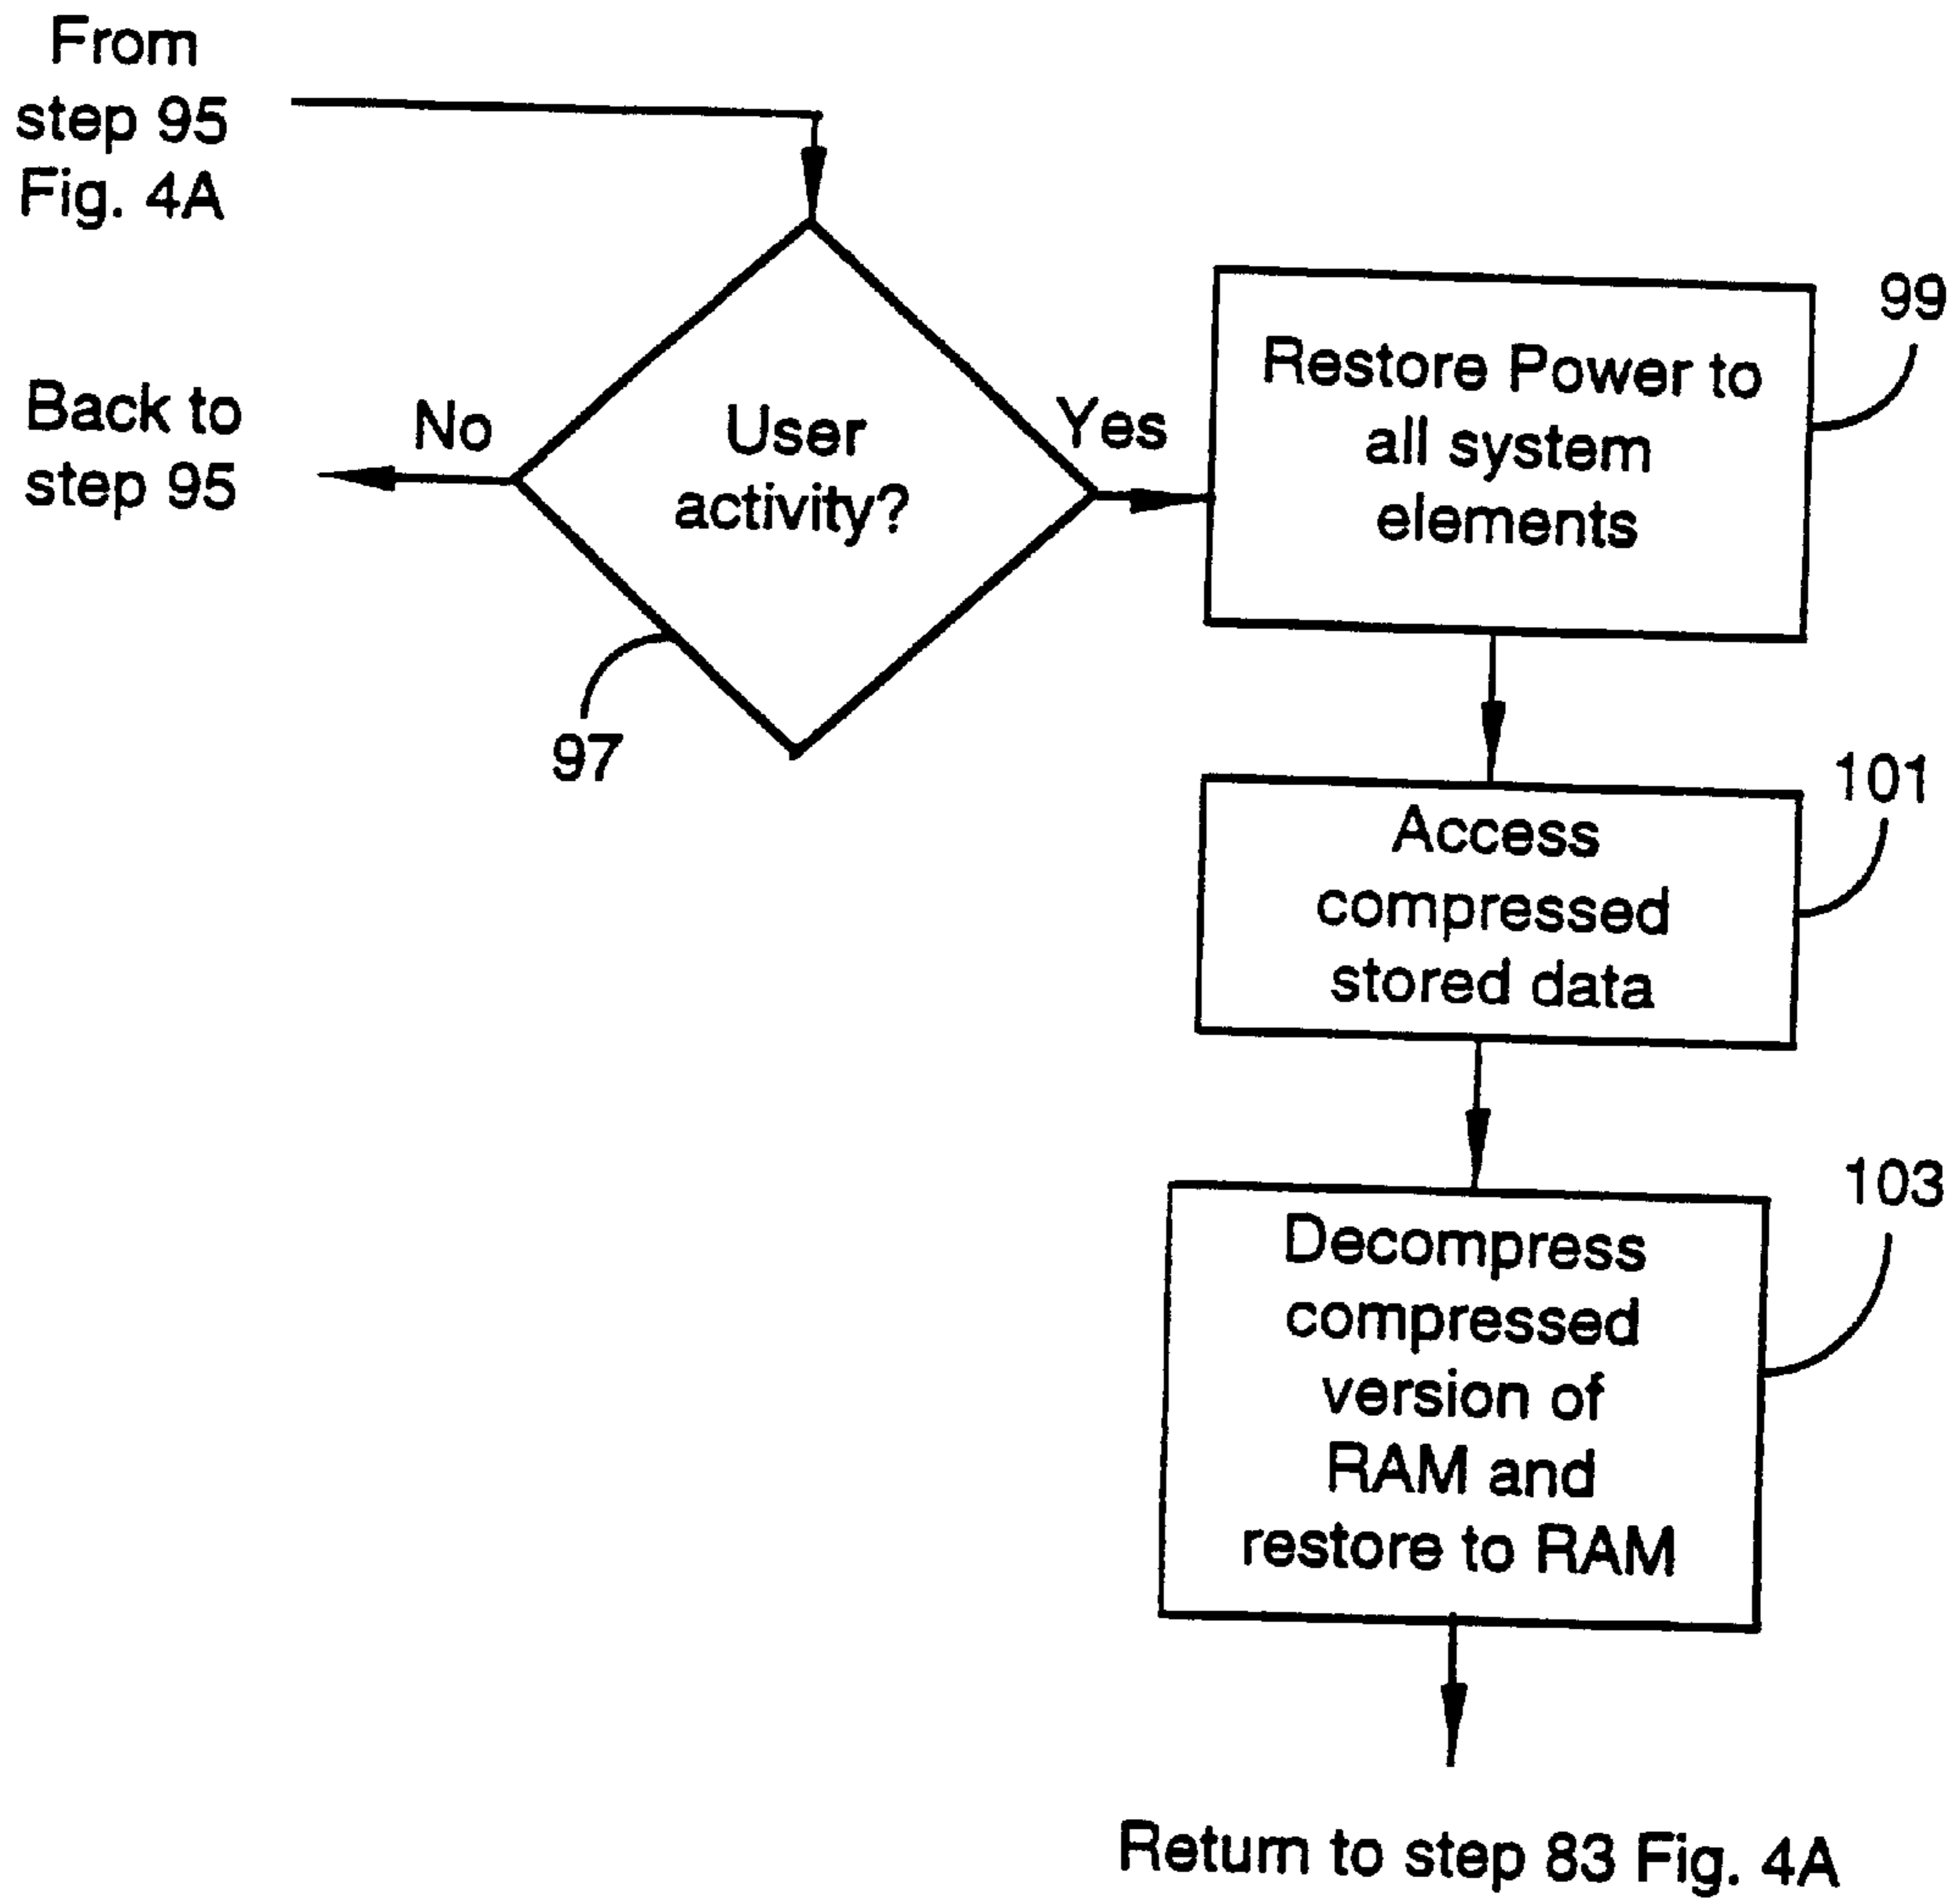 From
step 95
Fig. 4A
Back to
step 95
No
User
activity?
Yes
97
Restore Power to
all system
elements
99
Access
compressed
stored data
101
Decompress
compressed
version of
RAM and
restore to RAM
103
Return to step 83 Fig. 4A